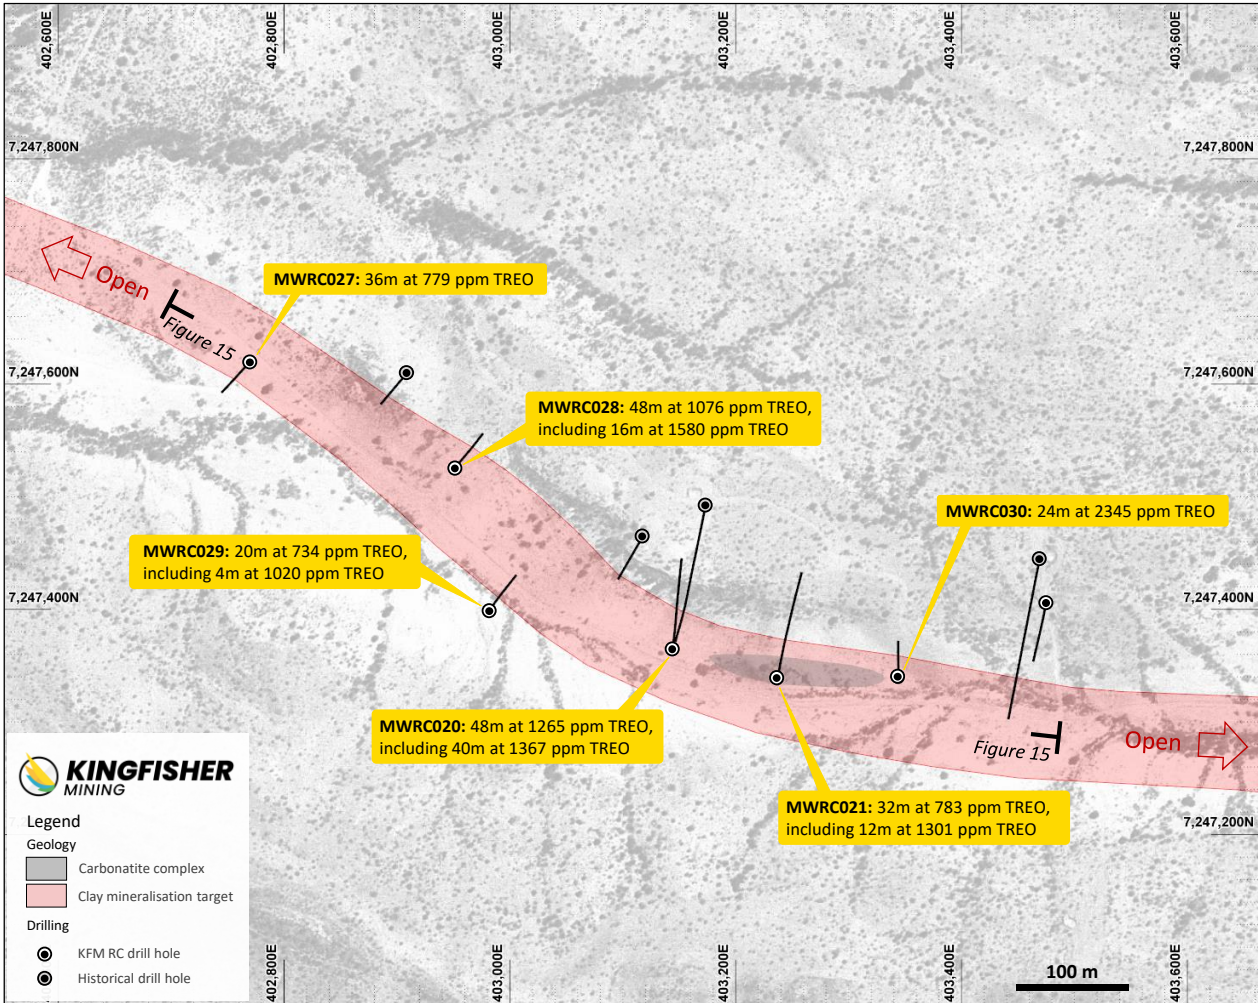 402,600E
402,800E
403,000E
403,200E
403,400E
403,600E
7,247,800N
7,247,800N
Open
MWRC027: 36m at 779 ppm TREO
Figure 15
7,247,600N
7,247,600N
MWRC028: 48m at 1076 ppm TREO,
including 16m at 1580 ppm TREO
MWRC030: 24m at 2345 ppm TREO
MWRC029: 20m at 734 ppm TREO,
including 4m at 1020 ppm TREO
7,247,400N
7,247,400N
MWRC020: 48m at 1265 ppm TREO,
including 40m at 1367 ppm TREO
Figure 15
Open
MWRC021: 32m at 783 ppm TREO,
including 12m at 1301 ppm TREO
7,247,200N
KINGFISHER
MINING
Legend
Geology
Carbonatite complex
Clay mineralisation target
Drilling
KFM RC drill hole
Historical drill hole
402,800E
403,000E
403,200E
403,400E
403,600E
100 m